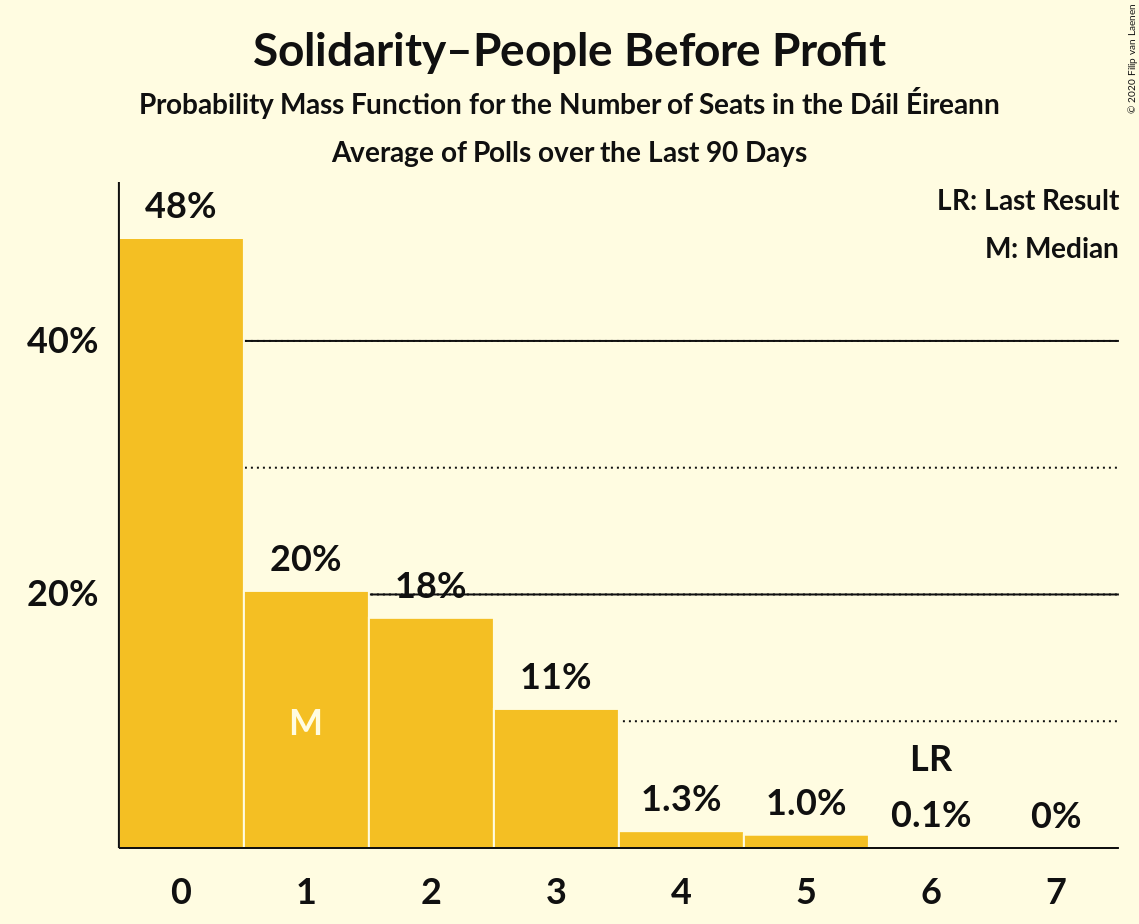 Solidarity–People Before Profit
Probability Mass Function for the Number of Seats in the Dáil Éireann
Average of Polls over the Last 90 Days
© 2020 Filip van Laenen
LR: Last Result
M: Median
48%
40%
20%
20%
18%
11%
M
LR
1.3%
1.0%
0.1%
0%
0 1 2 3 4 5 6 7